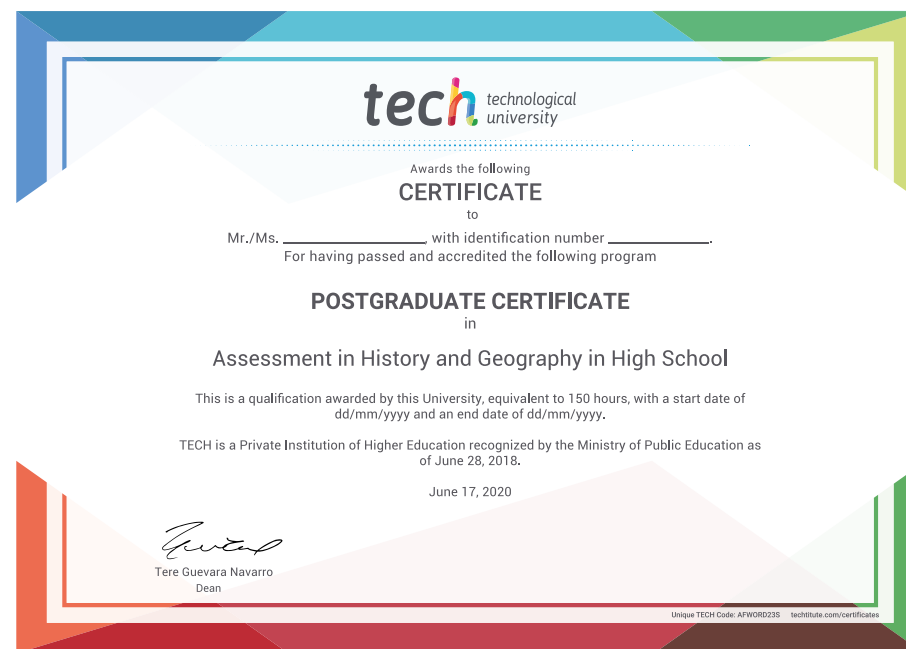 tech technological
university
Awards the following
CERTIFICATE
to
Mr./Ms. ____________________, with identification number ______________.
For having passed and accredited the following program
POSTGRADUATE CERTIFICATE
in
Assessment in History and Geography in High School
This is a qualification awarded by this University, equivalent to 150 hours, with a start date of
dd/mm/yyyy and an end date of dd/mm/yyyy.
TECH is a Private Institution of Higher Education recognized by the Ministry of Public Education as
of June 28, 2018.
June 17, 2020
Tere Guevara Navarro
Dean
Unique TECH Code: AFWORD23S techtitute.com/certificates